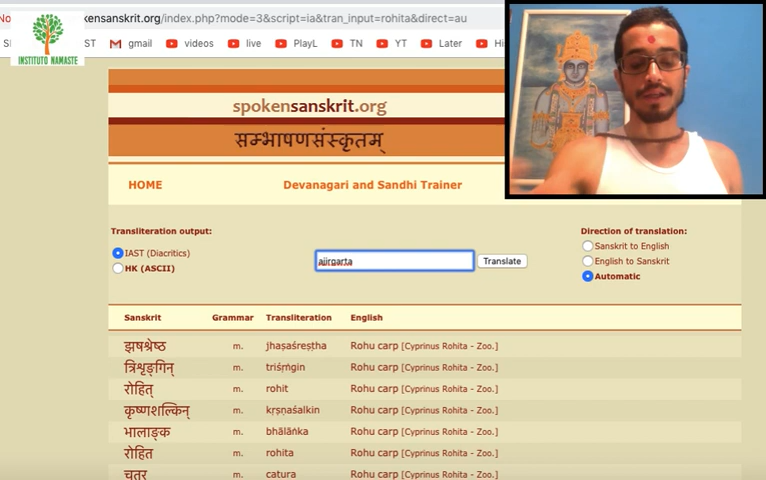 kensanskrit.org/index.php?mode=3&script=ia&tran_input=rohita&direct=au
ST gmail videos live PlayL TN YT Later
INSTITUTO NAMASTE
spokensanskrit.org
सम्भाषणसंस्कृतम्
HOME Devanagari and Sandhi Trainer
Transliteration output:
IAST (Diacritics)
HK (ASCII)
ajirgarta
Translate
Direction of translation:
Sanskrit to English
English to Sanskrit
Automatic
Sanskrit Grammar Transliteration English
झषश्रेष्ठ m. jhaṣaśreṣṭha Rohu carp [Cyprinus Rohita - Zoo.]
त्रिशृङ्गिन् m. triśṛṅgin Rohu carp [Cyprinus Rohita - Zoo.]
रोहित् m. rohit Rohu carp [Cyprinus Rohita - Zoo.]
कृष्णशल्किन् m. kṛṣṇaśalkin Rohu carp [Cyprinus Rohita - Zoo.]
भालाङ्क m. bhālāṅka Rohu carp [Cyprinus Rohita - Zoo.]
रोहित m. rohita Rohu carp [Cyprinus Rohita - Zoo.]
चतुर m. catura Rohu carp [Cyprinus Rohita - Zoo.]